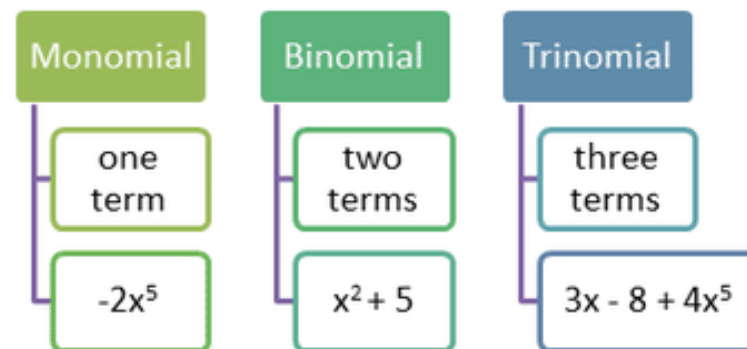 Monomial
one
term
-2x⁵
Binomial
two
terms
x² + 5
Trinomial
three
terms
3x - 8 + 4x⁵